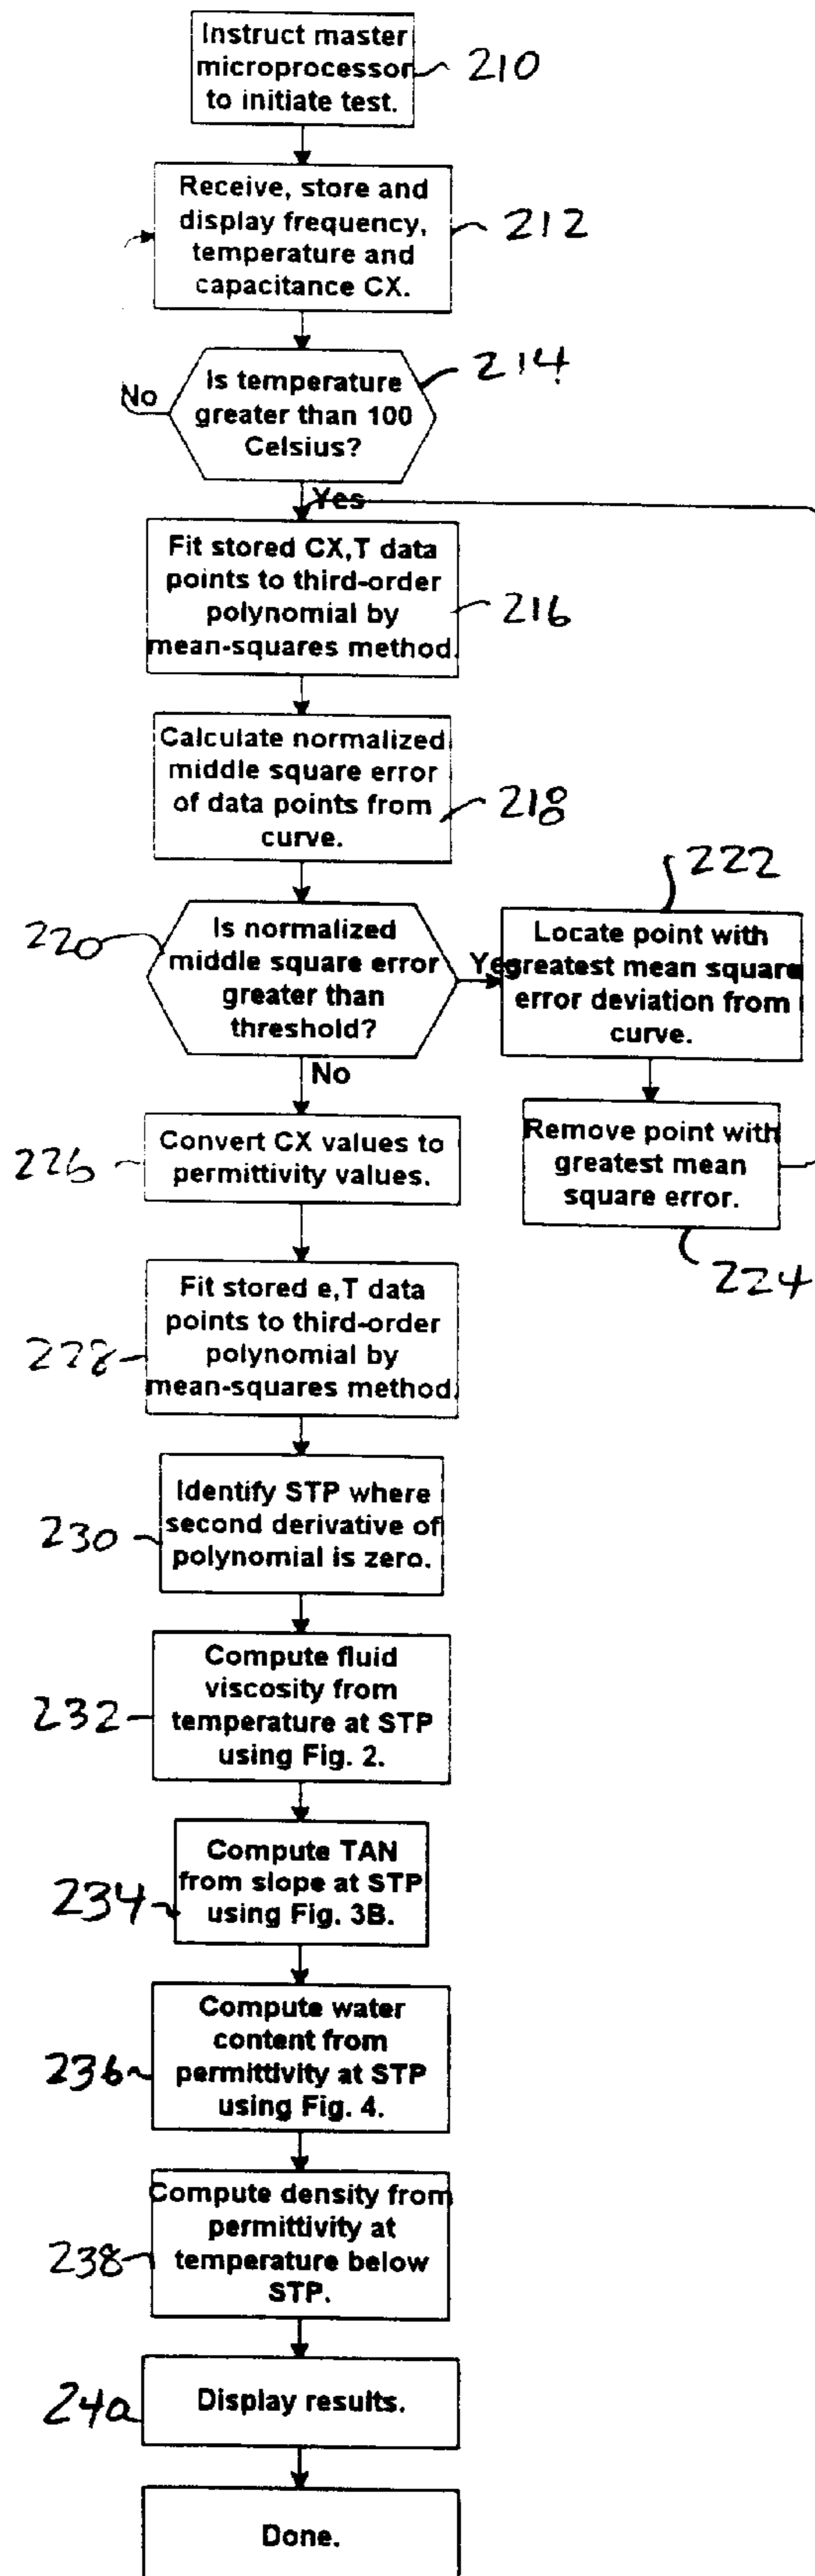 Instruct master
microprocessor
to initiate test.
210
Receive, store and
display frequency,
temperature and
capacitance CX.
212
Is temperature
greater than 100
Celsius?
214
No
Yes
Fit stored CX,T data
points to third-order
polynomial by
mean-squares method.
216
Calculate normalized
middle square error
of data points from
curve.
218
220
Is normalized
middle square error
greater than
threshold?
Yes
222
Locate point with
greatest mean square
error deviation from
curve.
No
Remove point with
greatest mean
square error.
224
226
Convert CX values to
permittivity values.
228
Fit stored e,T data
points to third-order
polynomial by
mean-squares method.
230
Identify STP where
second derivative of
polynomial is zero.
232
Compute fluid
viscosity from
temperature at STP
using Fig. 2.
234
Compute TAN
from slope at STP
using Fig. 3B.
236
Compute water
content from
permittivity at STP
using Fig. 4.
238
Compute density from
permittivity at
temperature below
STP.
240
Display results.
Done.